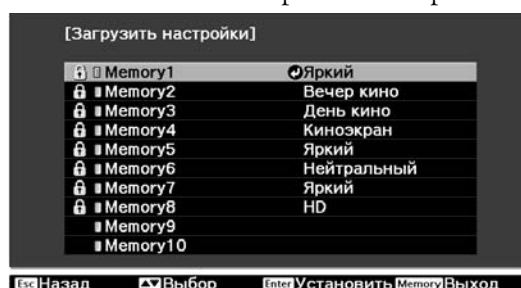 [Загрузить настройки]
Memory1 Яркий
Memory2 Вечер кино
Memory3 День кино
Memory4 Киноэкран
Memory5 Яркий
Memory6 Нейтральный
Memory7 Яркий
Memory8 HD
Memory9
Memory10
Esc Назад Выбор Enter Установить Memory Выход